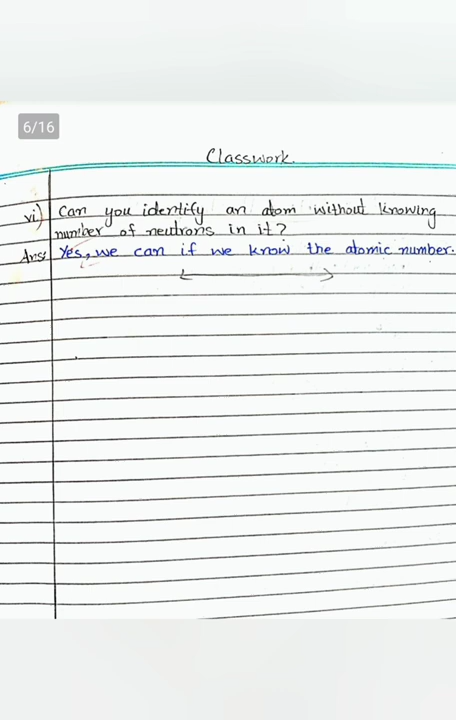 6/16
Classwork.
vi) Can you identify an atom without knowing
number of neutrons in it?
Ans: Yes, we can if we know the atomic number.